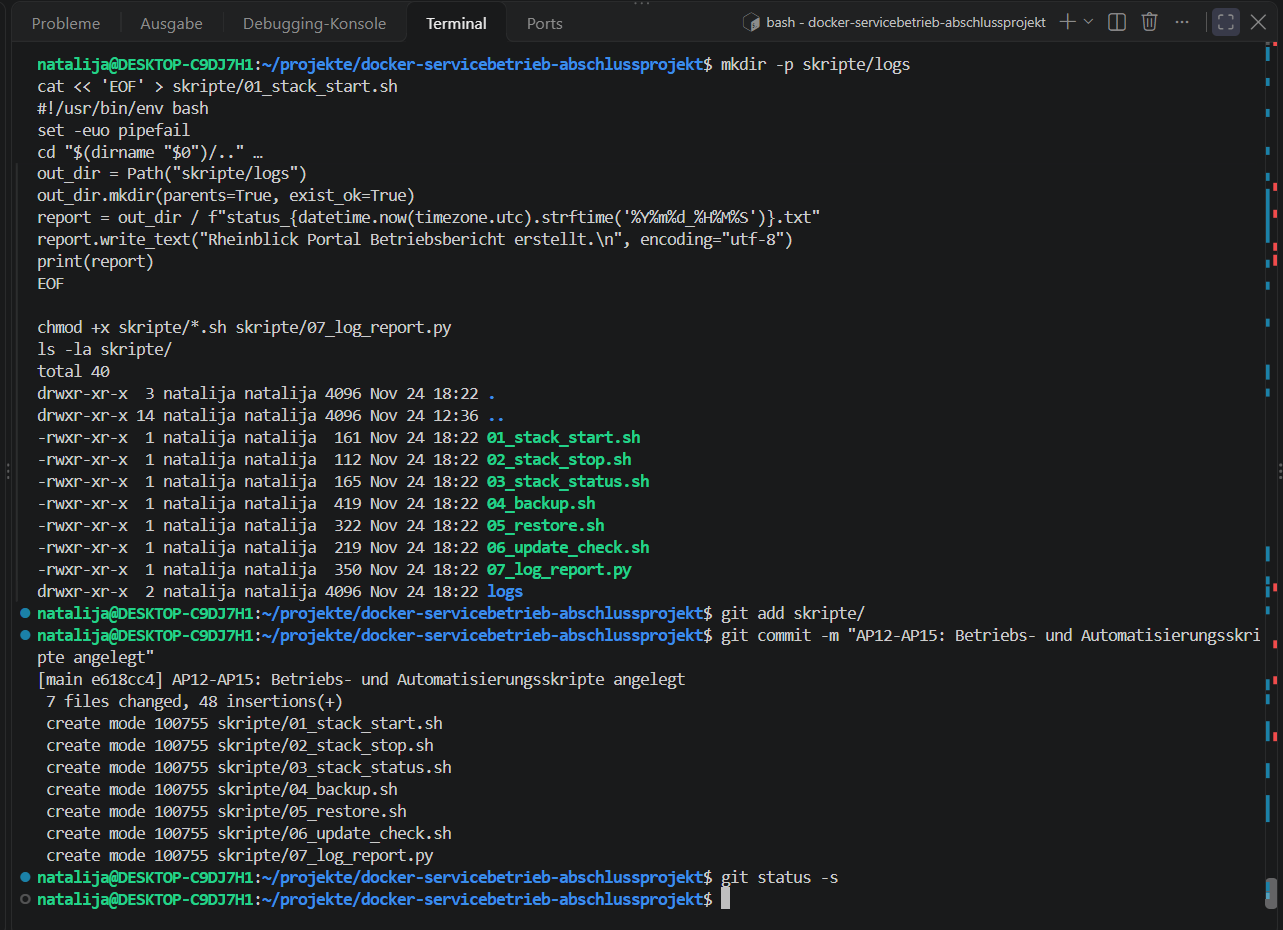 Probleme Ausgabe Debugging-Konsole Terminal Ports bash - docker-servicebetrieb-abschlussprojekt
natalija@DESKTOP-C9DJ7H1:~/projekte/docker-servicebetrieb-abschlussprojekt$ mkdir -p skripte/logs
cat << 'EOF' > skripte/01_stack_start.sh
#!/usr/bin/env bash
set -euo pipefail
cd "$(dirname "$0")/.." …
out_dir = Path("skripte/logs")
out_dir.mkdir(parents=True, exist_ok=True)
report = out_dir / f"status_{datetime.now(timezone.utc).strftime('%Y%m%d_%H%M%S')}.txt"
report.write_text("Rheinblick Portal Betriebsbericht erstellt.\n", encoding="utf-8")
print(report)
EOF
chmod +x skripte/*.sh skripte/07_log_report.py
ls -la skripte/
total 40
drwxr-xr-x  3 natalija natalija 4096 Nov 24 18:22 .
drwxr-xr-x 14 natalija natalija 4096 Nov 24 12:36 ..
-rwxr-xr-x  1 natalija natalija  161 Nov 24 18:22 01_stack_start.sh
-rwxr-xr-x  1 natalija natalija  112 Nov 24 18:22 02_stack_stop.sh
-rwxr-xr-x  1 natalija natalija  165 Nov 24 18:22 03_stack_status.sh
-rwxr-xr-x  1 natalija natalija  419 Nov 24 18:22 04_backup.sh
-rwxr-xr-x  1 natalija natalija  322 Nov 24 18:22 05_restore.sh
-rwxr-xr-x  1 natalija natalija  219 Nov 24 18:22 06_update_check.sh
-rwxr-xr-x  1 natalija natalija  350 Nov 24 18:22 07_log_report.py
drwxr-xr-x  2 natalija natalija 4096 Nov 24 18:22 logs
natalija@DESKTOP-C9DJ7H1:~/projekte/docker-servicebetrieb-abschlussprojekt$ git add skripte/
natalija@DESKTOP-C9DJ7H1:~/projekte/docker-servicebetrieb-abschlussprojekt$ git commit -m "AP12-AP15: Betriebs- und Automatisierungsskri
pte angelegt"
[main e618cc4] AP12-AP15: Betriebs- und Automatisierungsskripte angelegt
 7 files changed, 48 insertions(+)
 create mode 100755 skripte/01_stack_start.sh
 create mode 100755 skripte/02_stack_stop.sh
 create mode 100755 skripte/03_stack_status.sh
 create mode 100755 skripte/04_backup.sh
 create mode 100755 skripte/05_restore.sh
 create mode 100755 skripte/06_update_check.sh
 create mode 100755 skripte/07_log_report.py
natalija@DESKTOP-C9DJ7H1:~/projekte/docker-servicebetrieb-abschlussprojekt$ git status -s
natalija@DESKTOP-C9DJ7H1:~/projekte/docker-servicebetrieb-abschlussprojekt$